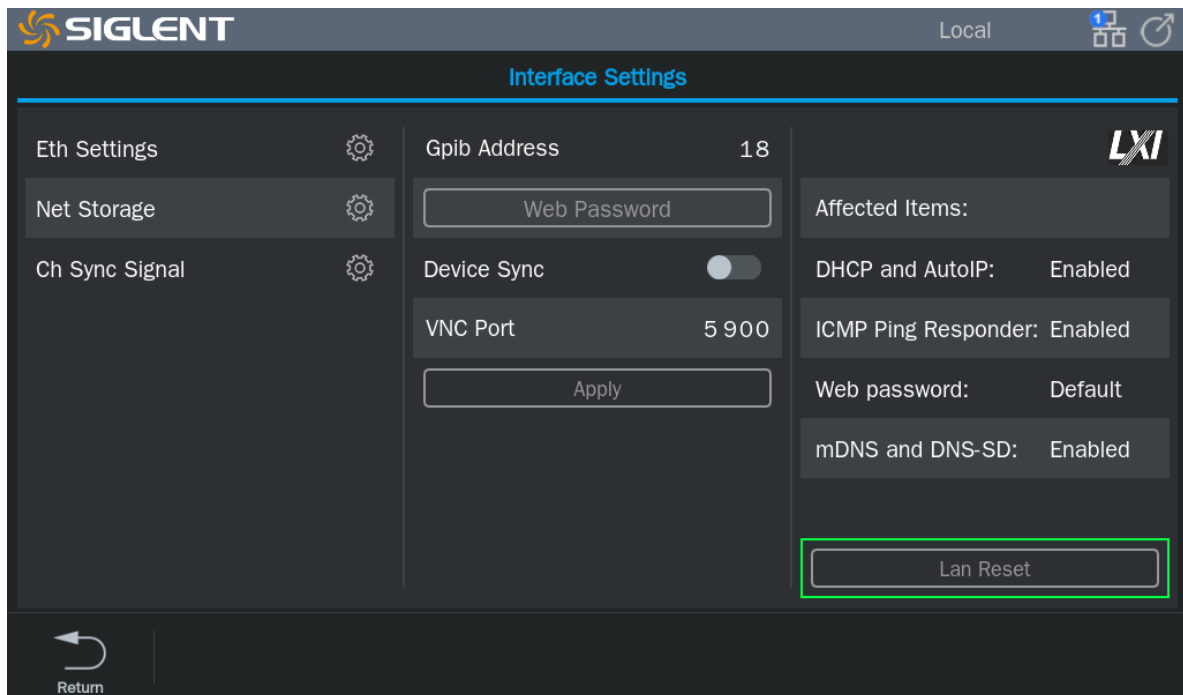 SIGLENT
Local
1
Interface Settings
Eth Settings
Net Storage
Ch Sync Signal
Gpib Address 18
Web Password
Device Sync
VNC Port 5900
Apply
LXI
Affected Items:
DHCP and AutoIP: Enabled
ICMP Ping Responder: Enabled
Web password: Default
mDNS and DNS-SD: Enabled
Lan Reset
Return